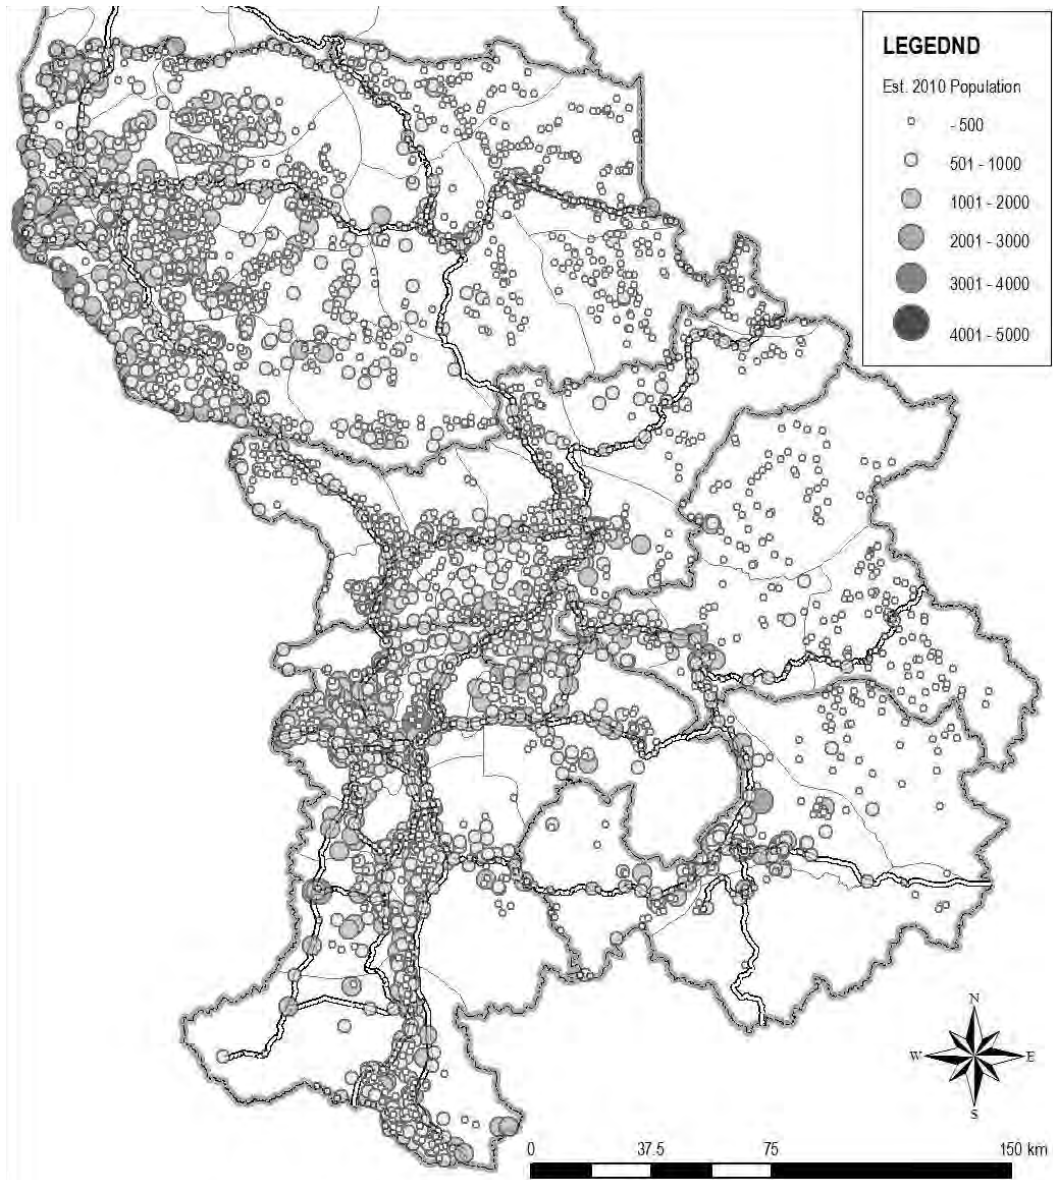 LEGEDND
Est. 2010 Population
- 500
501 - 1000
1001 - 2000
2001 - 3000
3001 - 4000
4001 - 5000
N
W E
S
0 37.5 75 150 km